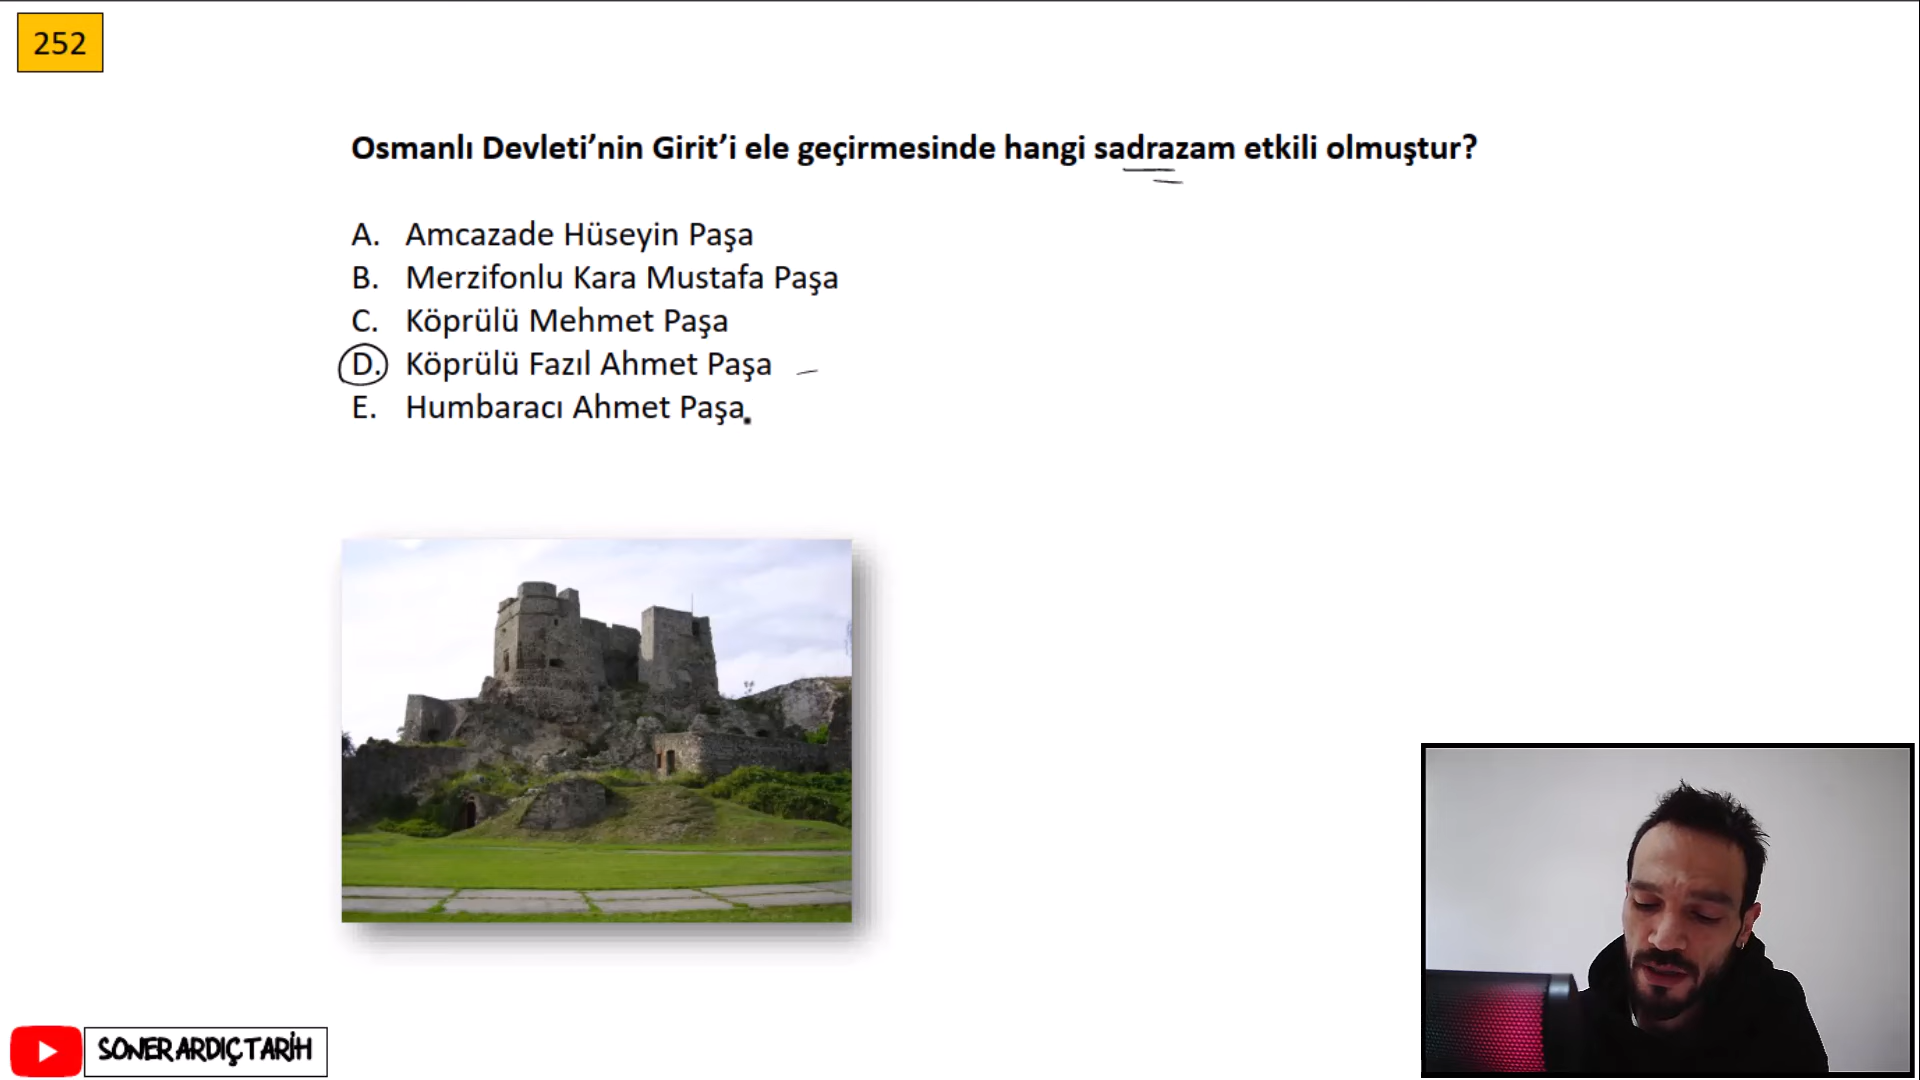 252
Osmanlı Devleti’nin Girit’i ele geçirmesinde hangi sadrazam etkili olmuştur?
A. Amcazade Hüseyin Paşa
B. Merzifonlu Kara Mustafa Paşa
C. Köprülü Mehmet Paşa
D. Köprülü Fazıl Ahmet Paşa
E. Humbaracı Ahmet Paşa
SONER ARDIÇ TARİH